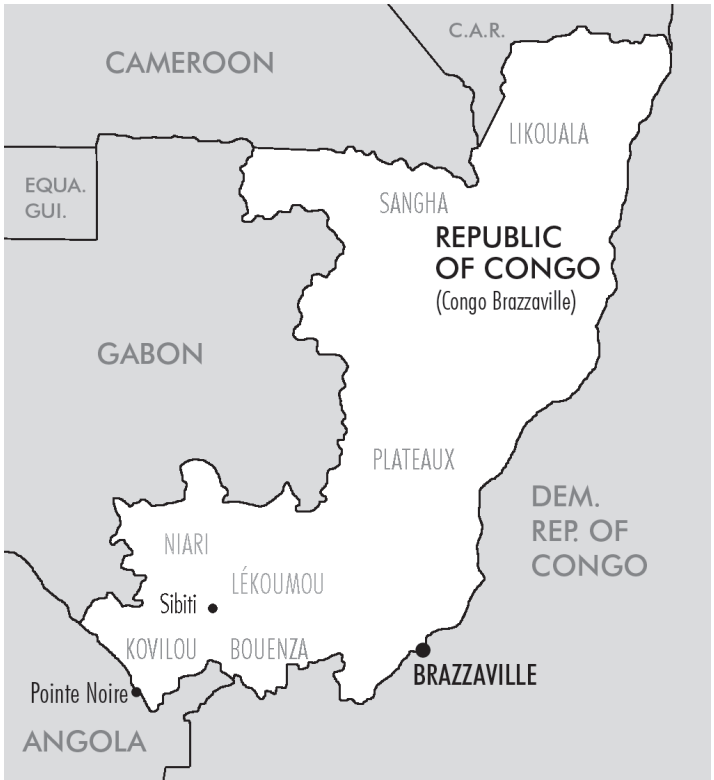 C.A.R.
CAMEROON
LIKOUALA
EQUA.
GUI.
SANGHA
REPUBLIC
OF CONGO
(Congo Brazzaville)
GABON
PLATEAUX
DEM.
REP. OF
CONGO
NIARI
LÉKOUMOU
Sibiti
KOVILOU
BOUENZA
BRAZZAVILLE
Pointe Noire
ANGOLA